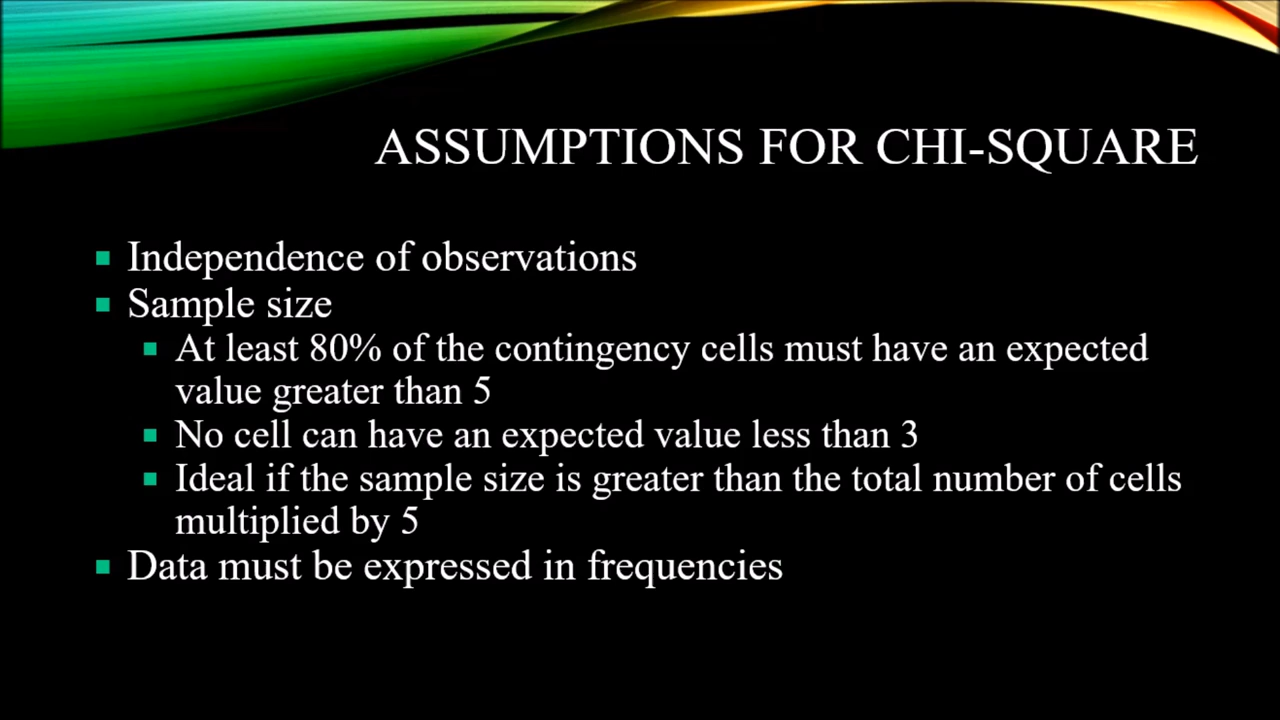 ASSUMPTIONS FOR CHI-SQUARE
Independence of observations
Sample size
At least 80% of the contingency cells must have an expected
value greater than 5
No cell can have an expected value less than 3
Ideal if the sample size is greater than the total number of cells
multiplied by 5
Data must be expressed in frequencies